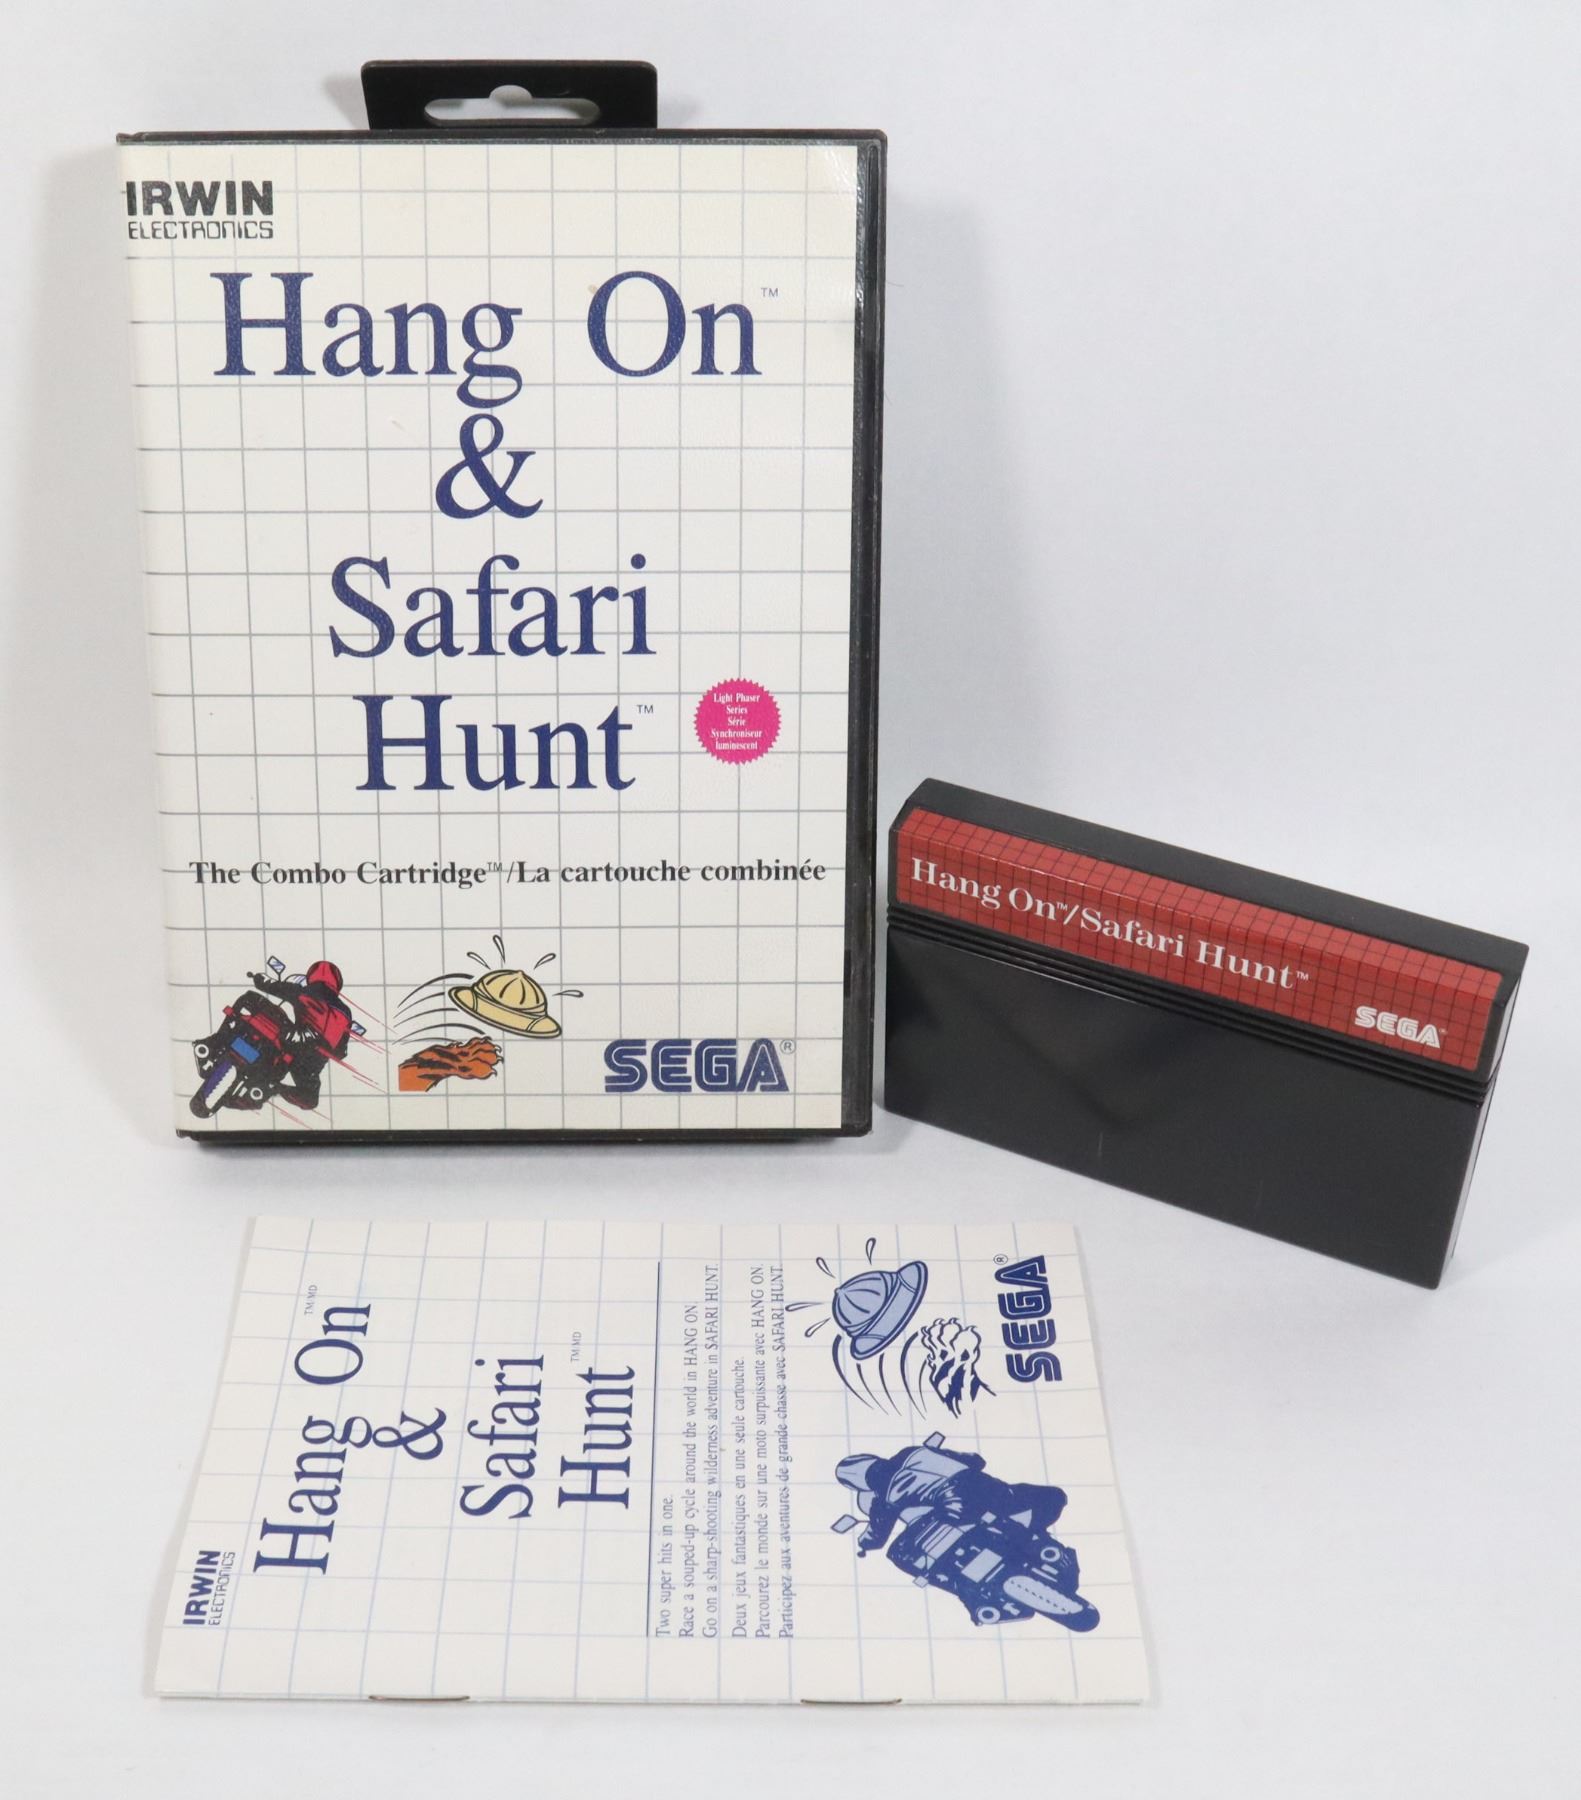 IRWIN
ELECTRONICS
Hang On™
&
Safari
Hunt™
Light Phaser
Series
Série
Synchroniseur
luminescent
The Combo Cartridge™/La cartouche combinée
SEGA®
Hang On™/Safari Hunt™
SEGA®
IRWIN
ELECTRONICS
Hang On TM/MD
&
Safari
Hunt TM/MD
Two super hits in one.
Race a souped-up cycle around the world in HANG ON.
Go on a sharp-shooting wilderness adventure in SAFARI HUNT.
Deux jeux fantastiques en une seule cartouche.
Parcourez le monde sur une moto surpuissante avec HANG ON.
Participez aux aventures de grande chasse avec SAFARI HUNT.
SEGA®